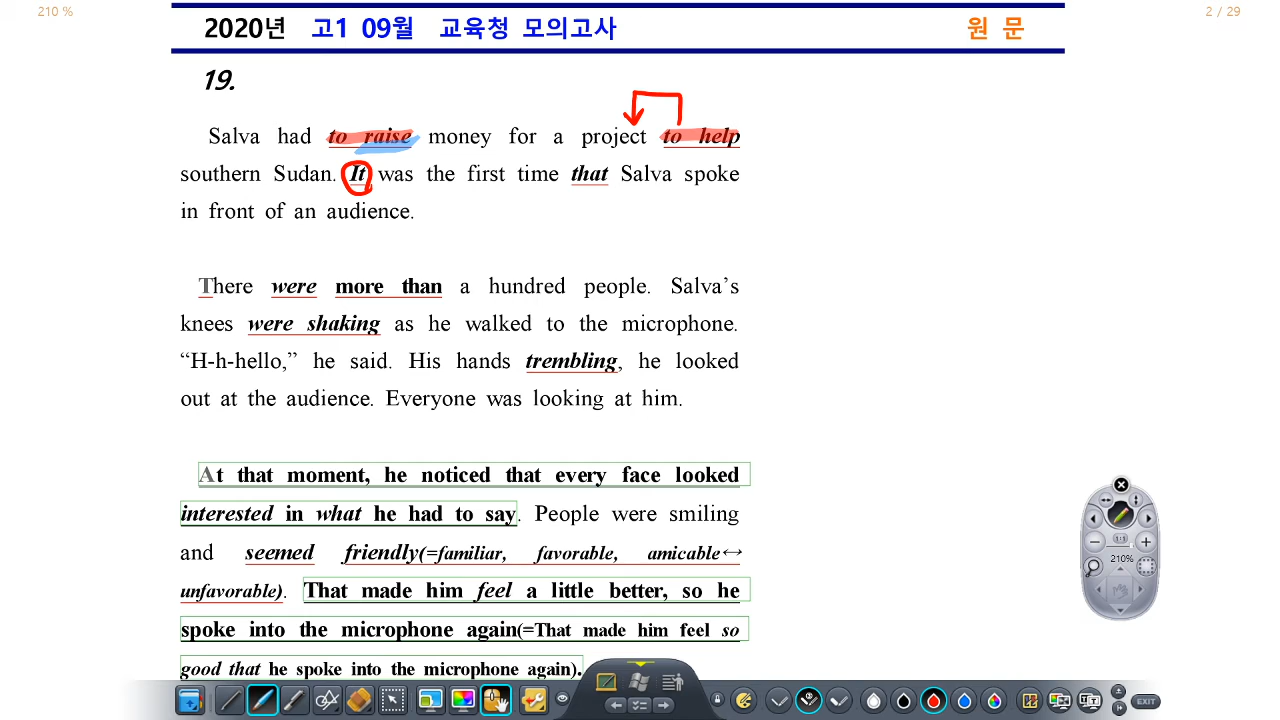 210 %
2 / 29
2020년 고1 09월 교육청 모의고사
원 문
19.
Salva had to raise money for a project to help
southern Sudan. It was the first time that Salva spoke
in front of an audience.
There were more than a hundred people. Salva’s
knees were shaking as he walked to the microphone.
“H-h-hello,” he said. His hands trembling, he looked
out at the audience. Everyone was looking at him.
At that moment, he noticed that every face looked
interested in what he had to say. People were smiling
and seemed friendly(=familiar, favorable, amicable↔
unfavorable). That made him feel a little better, so he
spoke into the microphone again(=That made him feel so
good that he spoke into the microphone again).
1:1
210%
EXIT